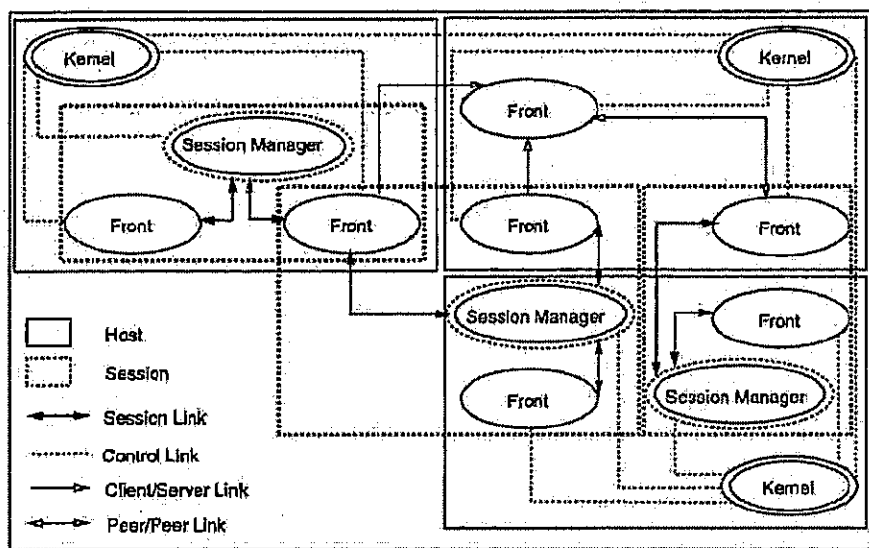 Kernel
Kernel
Front
Session Manager
Front
Front
Front
Front
Session Manager
Front
Front
Session Manager
Kernel
Host
Session
Session Link
Control Link
Client/Server Link
Peer/Peer Link